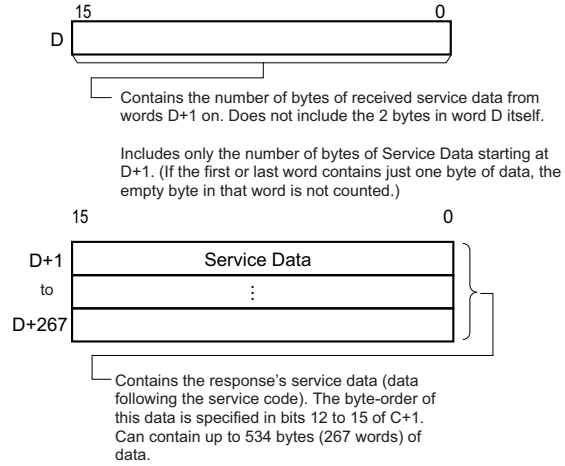 15 0
D
Contains the number of bytes of received service data from
words D+1 on. Does not include the 2 bytes in word D itself.
Includes only the number of bytes of Service Data starting at
D+1. (If the first or last word contains just one byte of data, the
empty byte in that word is not counted.)
15 0
D+1 Service Data
to ⋮
D+267
Contains the response's service data (data
following the service code). The byte-order of
this data is specified in bits 12 to 15 of C+1.
Can contain up to 534 bytes (267 words) of
data.